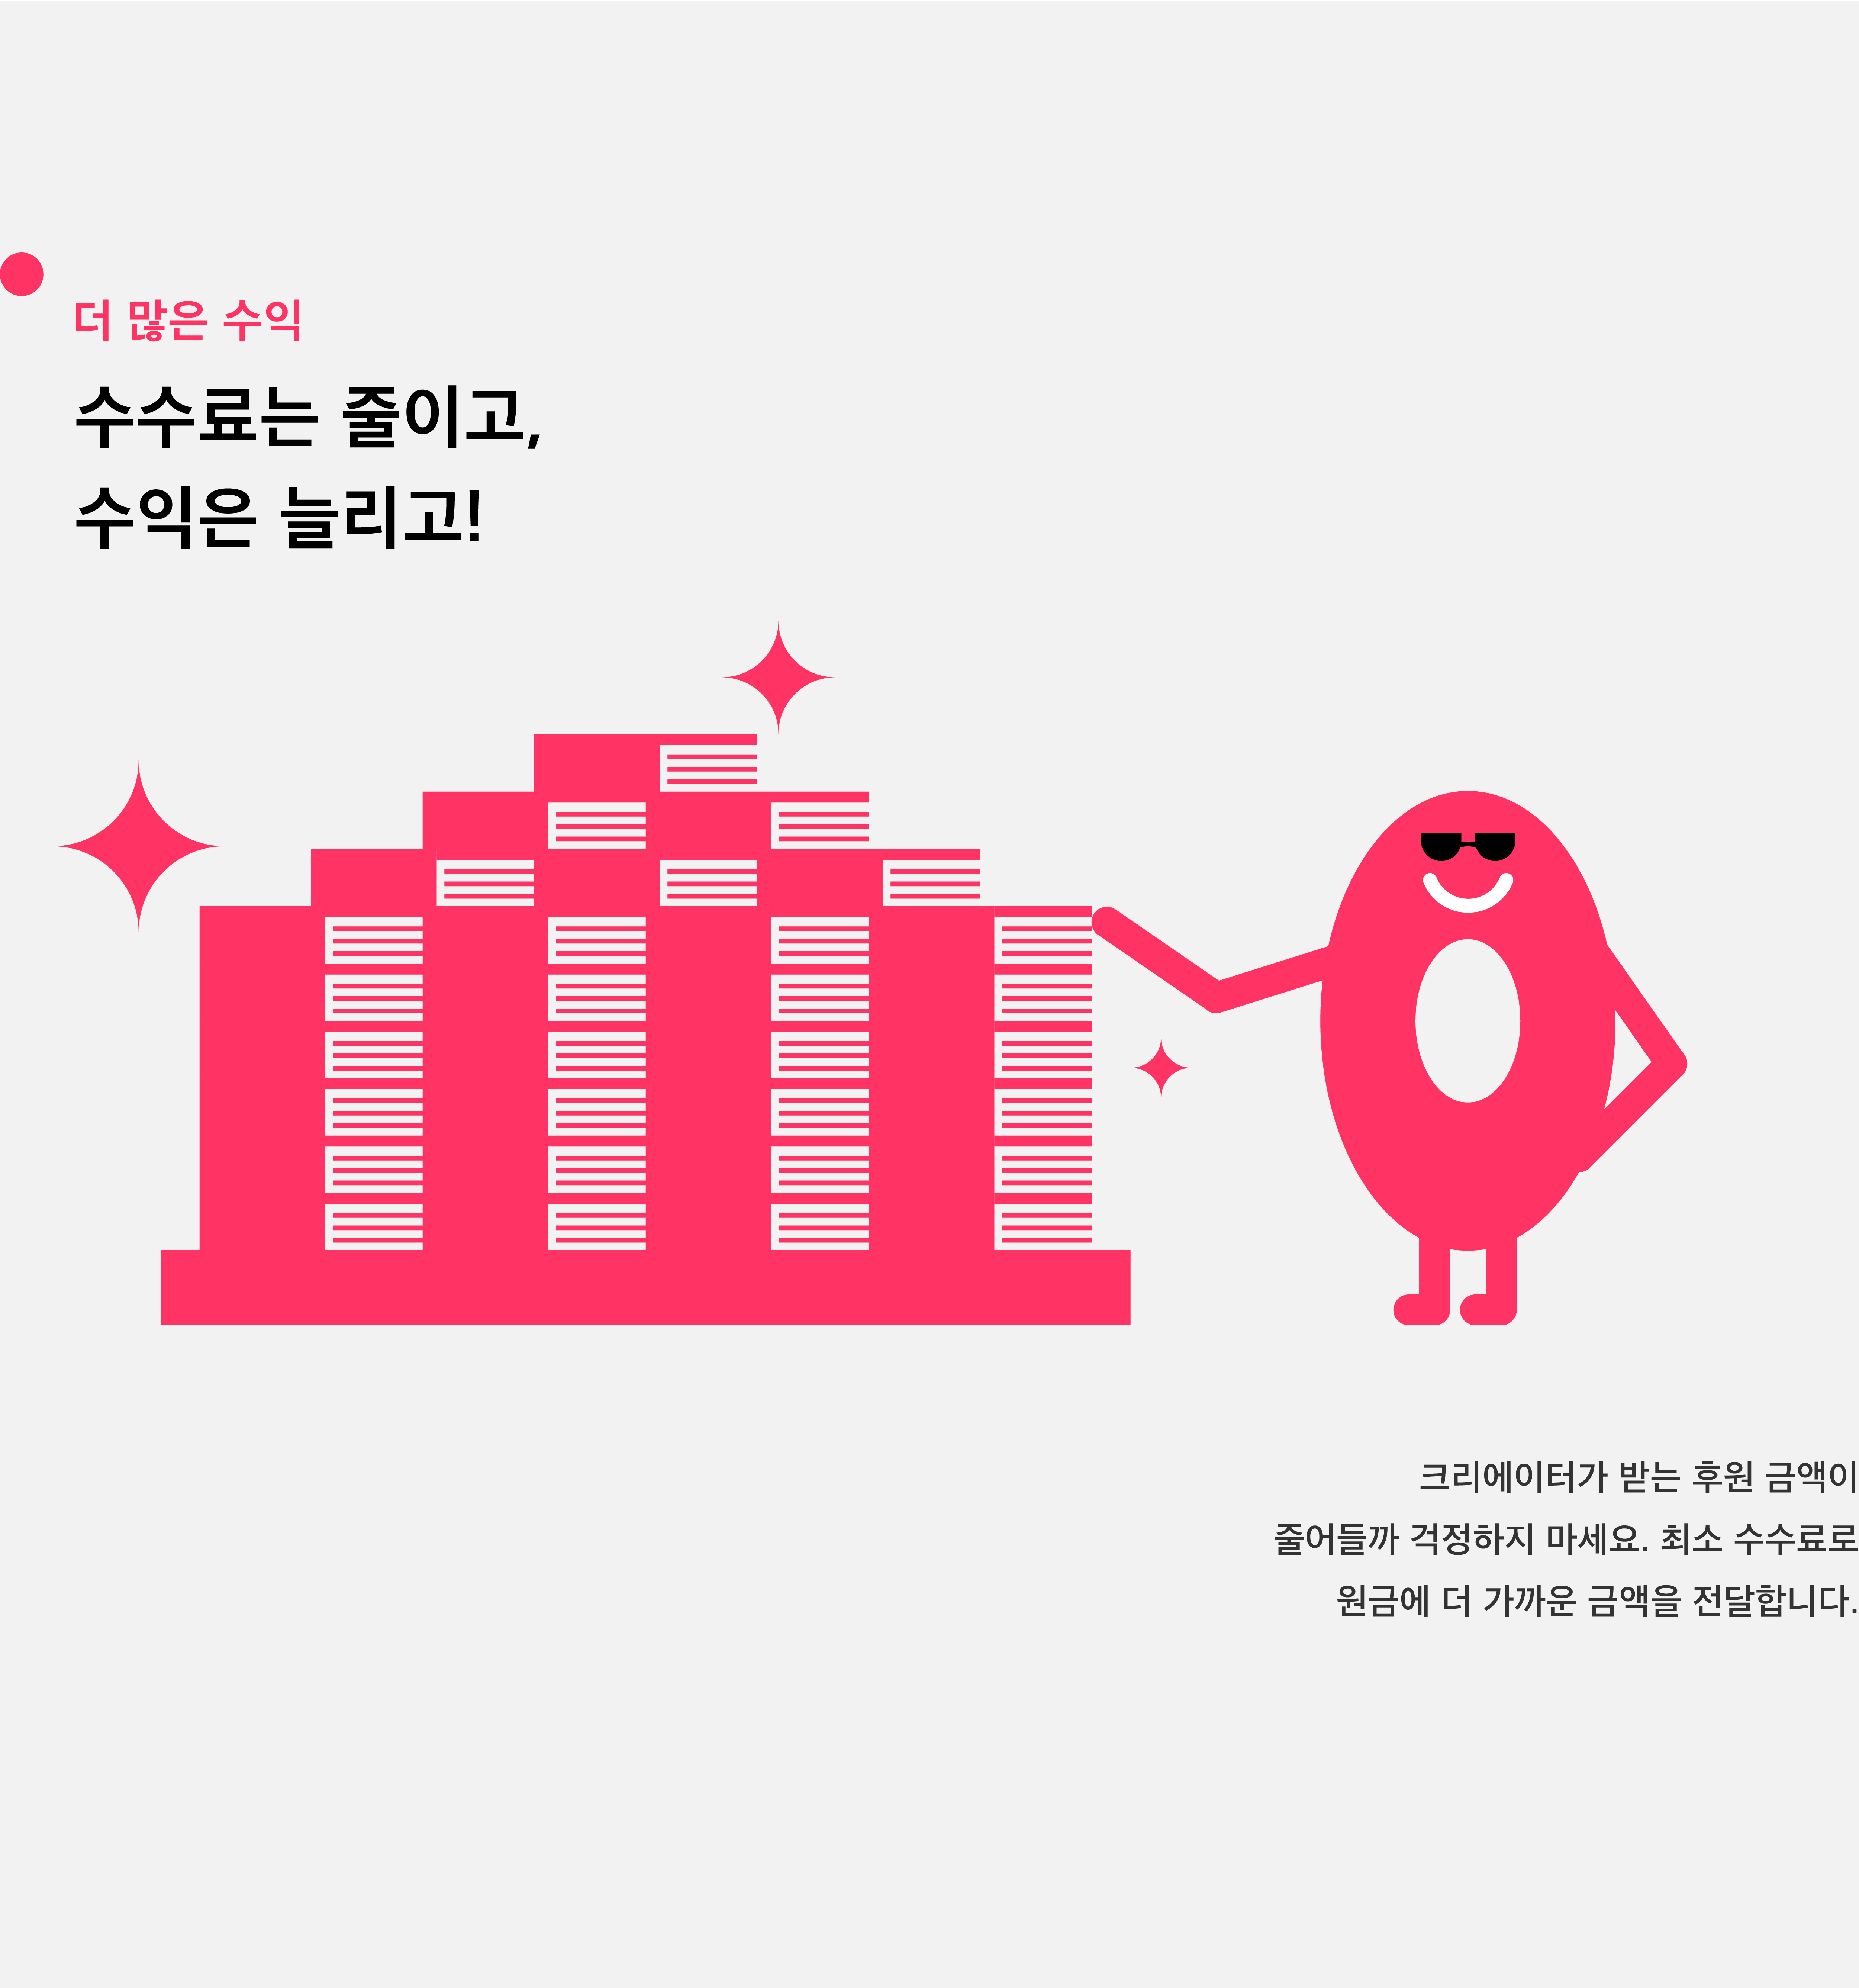 더 많은 수익
수수료는 줄이고,
수익은 늘리고!
크리에이터가 받는 후원 금액이
줄어들까 걱정하지 마세요. 최소 수수료로
원금에 더 가까운 금액을 전달합니다.